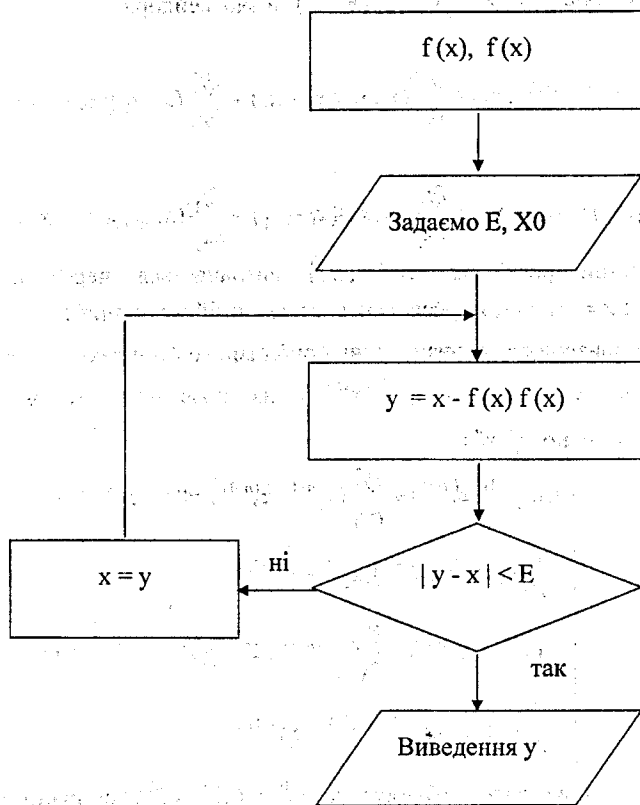 f (x), f (x)
Задаємо E, X0
y = x - f (x) f (x)
| y - x | < E
ні
x = y
так
Виведення y